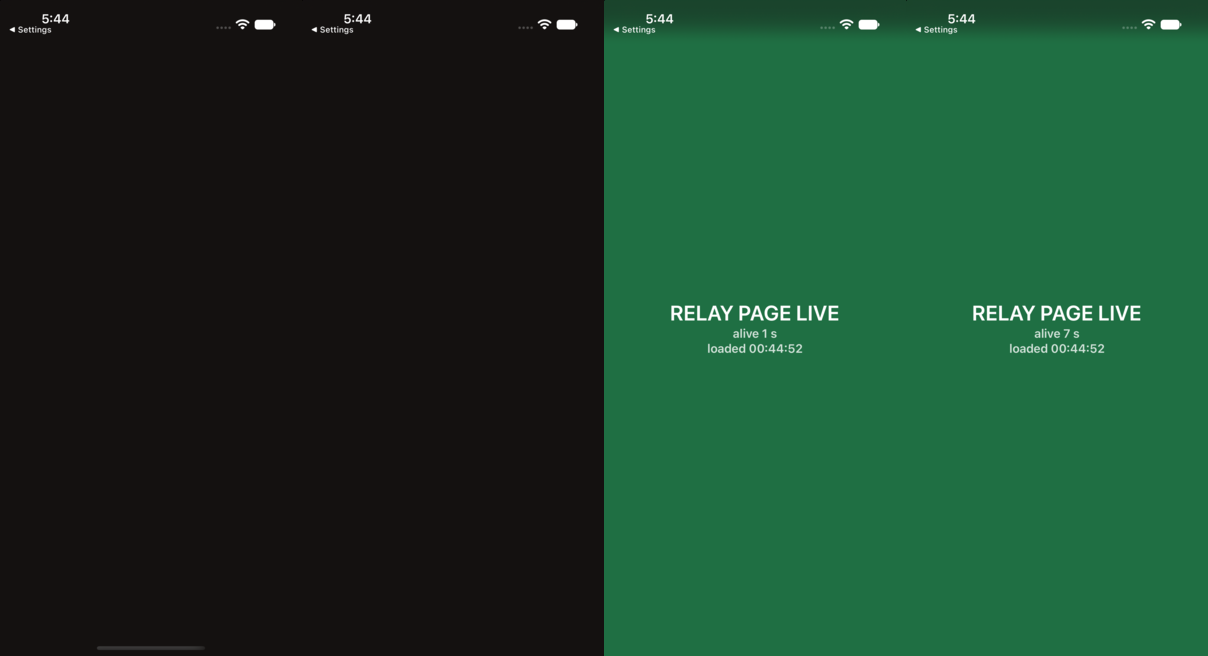 5:44
◀ Settings
5:44
◀ Settings
5:44
◀ Settings
RELAY PAGE LIVE
alive 1 s
loaded 00:44:52
5:44
◀ Settings
RELAY PAGE LIVE
alive 7 s
loaded 00:44:52